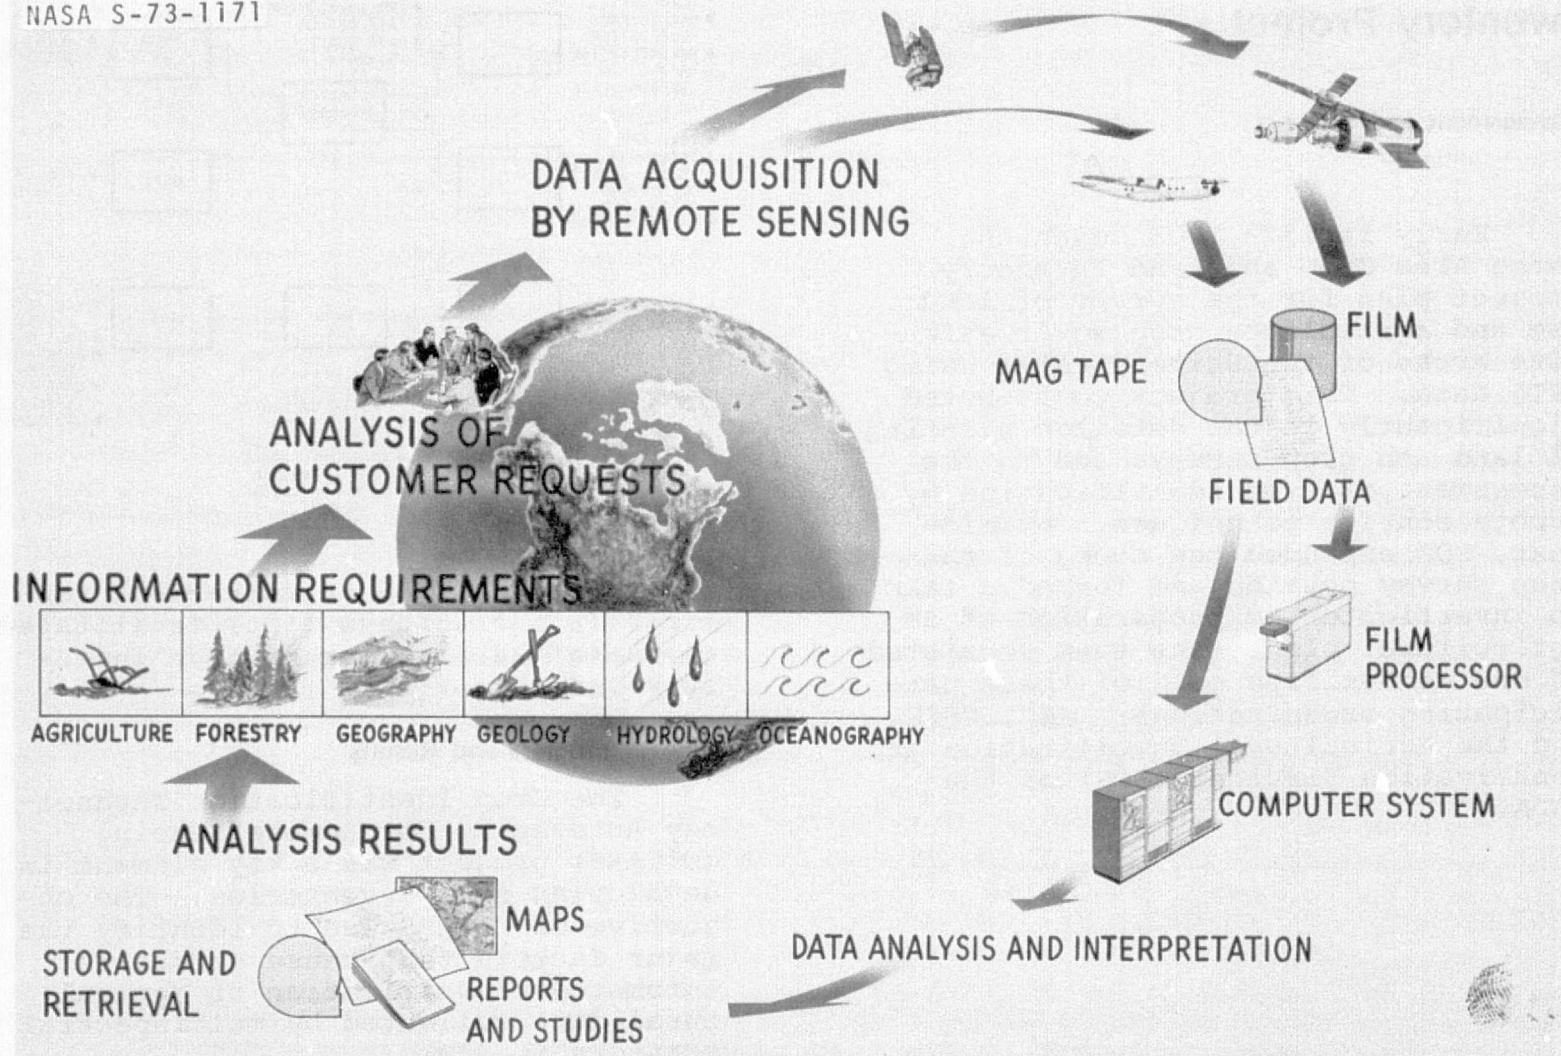 NASA S-73-1171
DATA ACQUISITION
BY REMOTE SENSING
FILM
MAG TAPE
FIELD DATA
FILM
PROCESSOR
COMPUTER SYSTEM
DATA ANALYSIS AND INTERPRETATION
ANALYSIS OF
CUSTOMER REQUESTS
INFORMATION REQUIREMENTS
AGRICULTURE FORESTRY GEOGRAPHY GEOLOGY HYDROLOGY OCEANOGRAPHY
ANALYSIS RESULTS
MAPS
STORAGE AND
RETRIEVAL
REPORTS
AND STUDIES